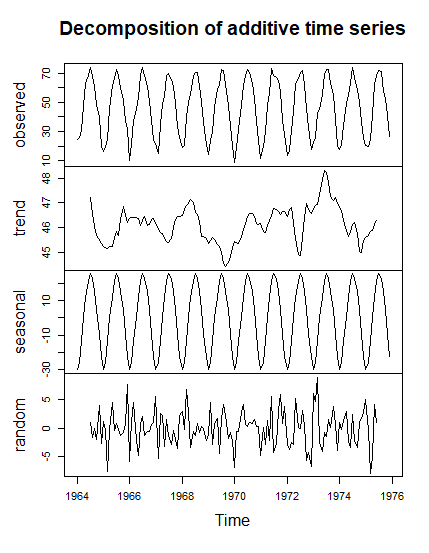 Decomposition of additive time series
observed
10 30 50 70
trend
45 46 47 48
seasonal
-30 -10 10
random
-5 0 5
1964 1966 1968 1970 1972 1974 1976
Time